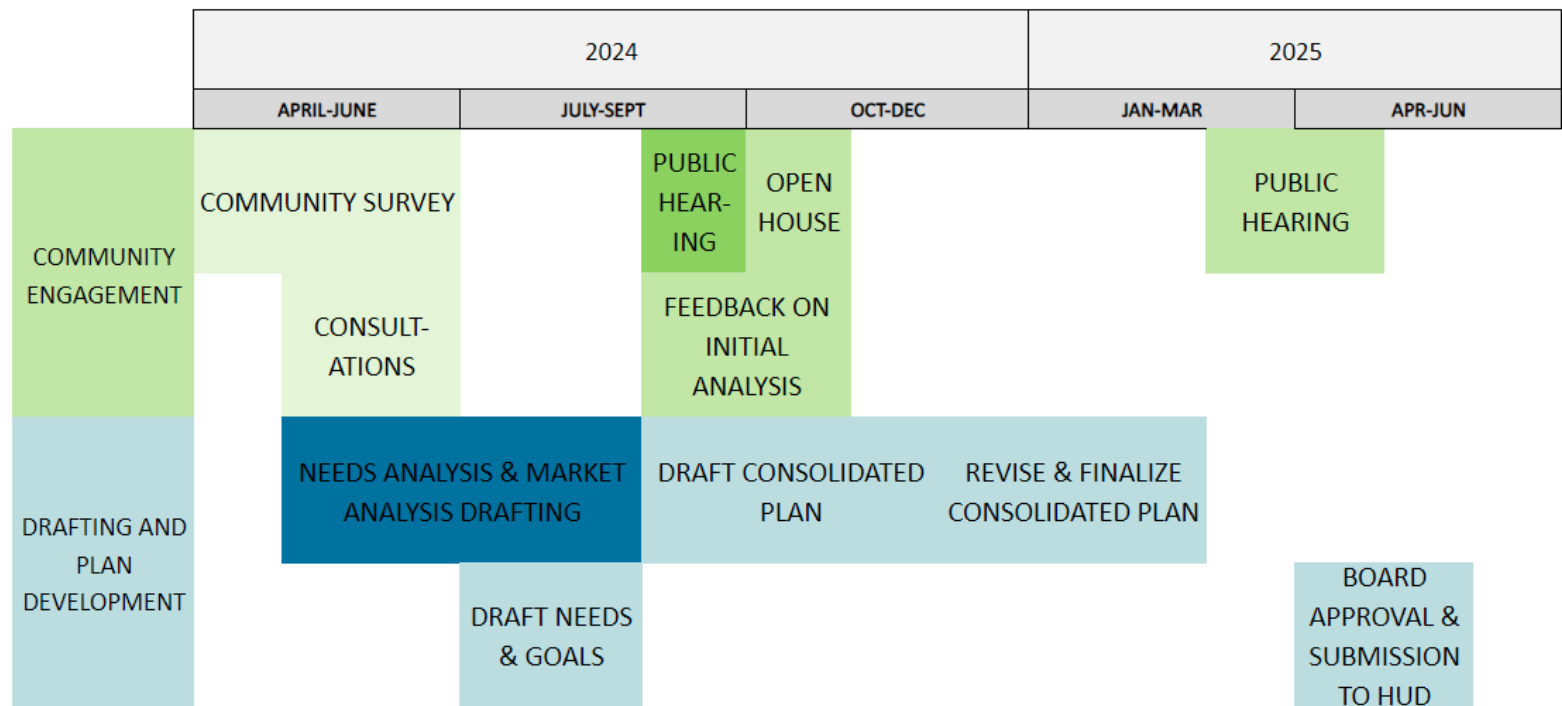 2024
2025
APRIL-JUNE
JULY-SEPT
OCT-DEC
JAN-MAR
APR-JUN
COMMUNITY
ENGAGEMENT
COMMUNITY SURVEY
PUBLIC
HEAR-
ING
OPEN
HOUSE
PUBLIC
HEARING
CONSULT-
ATIONS
FEEDBACK ON
INITIAL
ANALYSIS
DRAFTING AND
PLAN
DEVELOPMENT
NEEDS ANALYSIS & MARKET
ANALYSIS DRAFTING
DRAFT CONSOLIDATED
PLAN
REVISE & FINALIZE
CONSOLIDATED PLAN
DRAFT NEEDS
& GOALS
BOARD
APPROVAL &
SUBMISSION
TO HUD